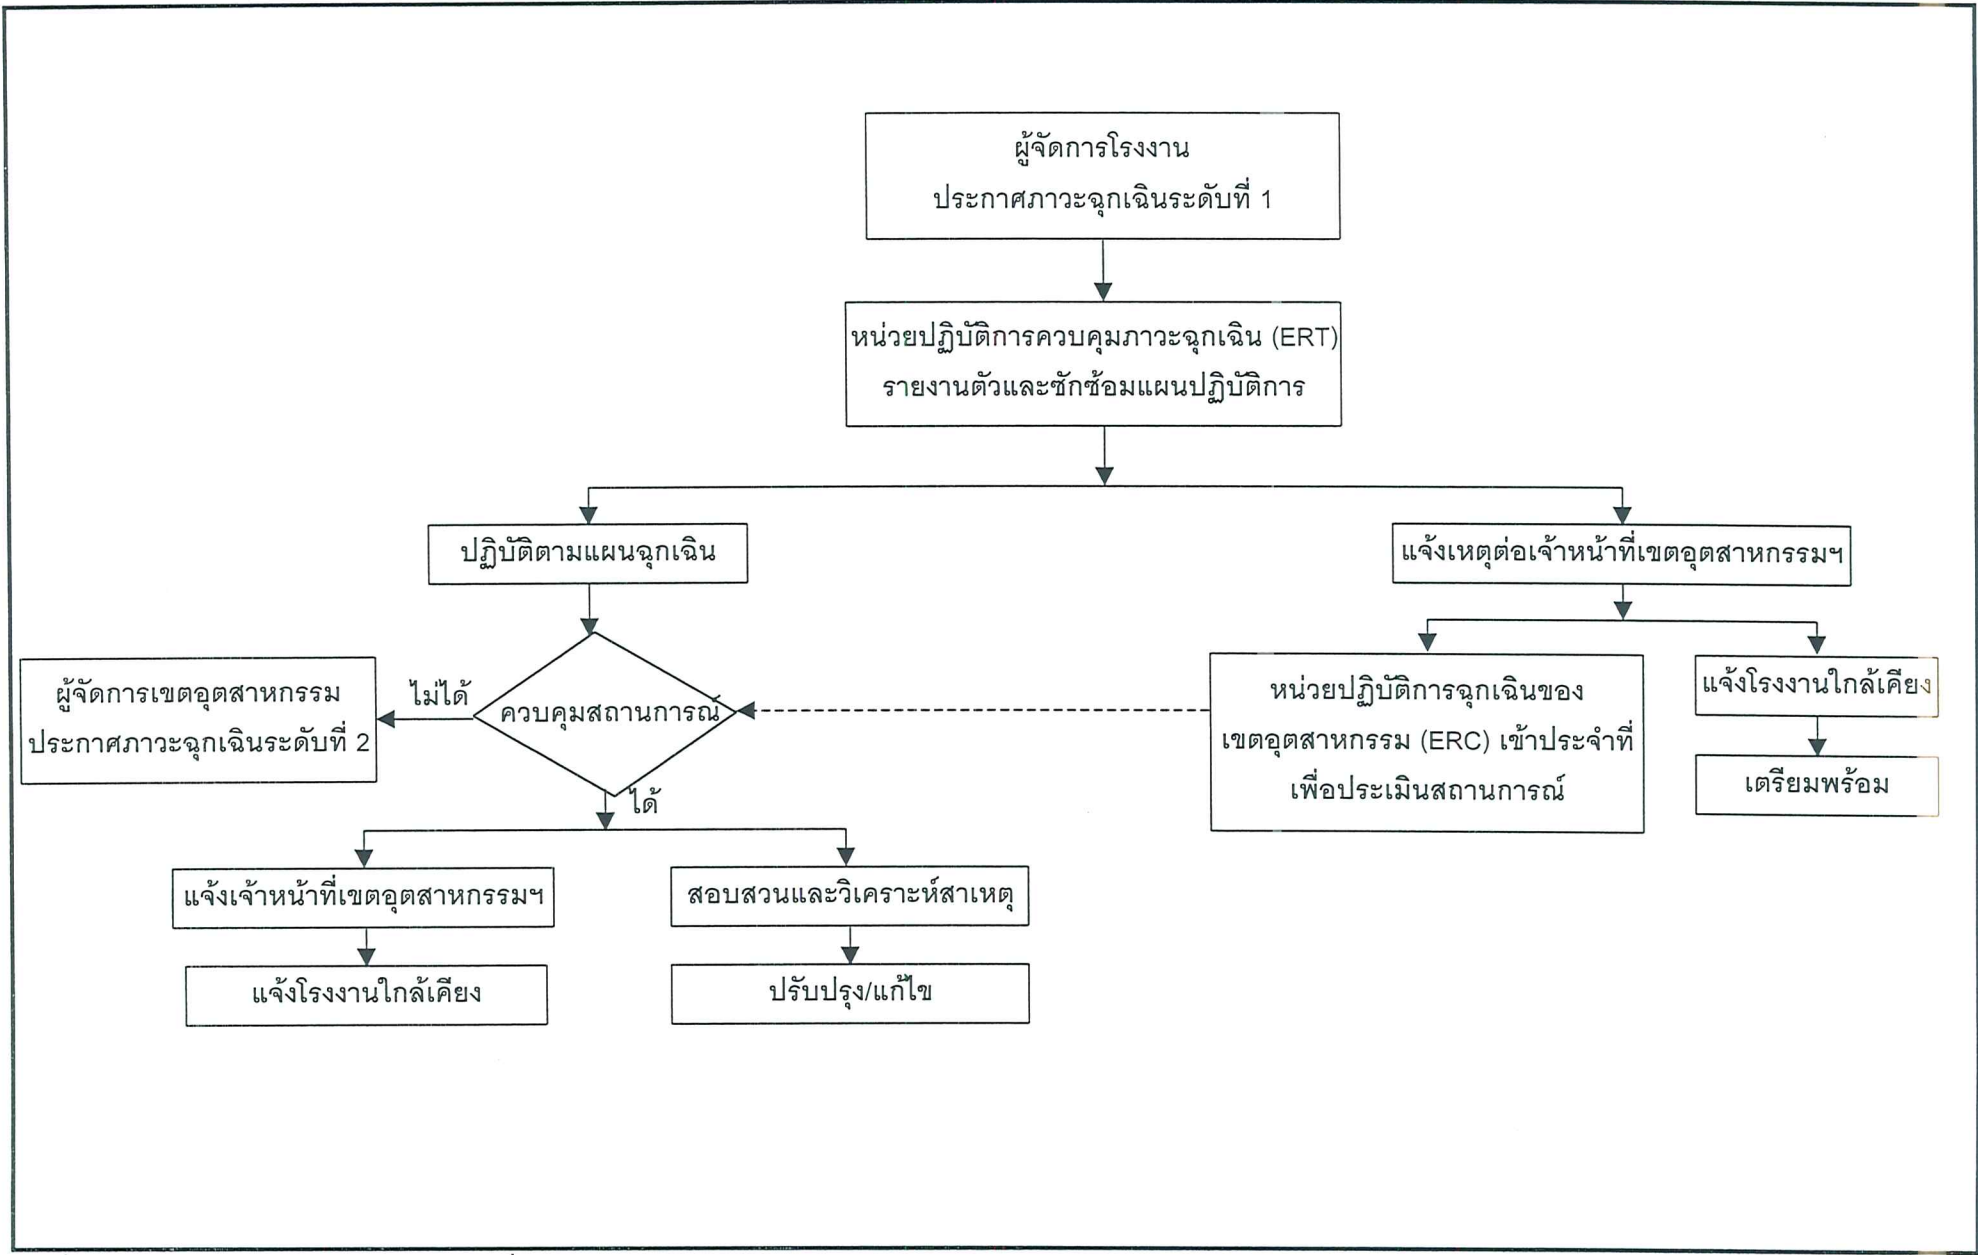 ผู้จัดการโรงงาน
ประกาศภาวะฉุกเฉินระดับที่ 1
หน่วยปฏิบัติการควบคุมภาวะฉุกเฉิน (ERT)
รายงานตัวและซักซ้อมแผนปฏิบัติการ
ปฏิบัติตามแผนฉุกเฉิน
แจ้งเหตุต่อเจ้าหน้าที่เขตอุตสาหกรรมฯ
ผู้จัดการเขตอุตสาหกรรม
ประกาศภาวะฉุกเฉินระดับที่ 2
ไม่ได้
ควบคุมสถานการณ์
หน่วยปฏิบัติการฉุกเฉินของ
เขตอุตสาหกรรม (ERC) เข้าประจำที่
เพื่อประเมินสถานการณ์
แจ้งโรงงานใกล้เคียง
เตรียมพร้อม
ได้
แจ้งเจ้าหน้าที่เขตอุตสาหกรรมฯ
สอบสวนและวิเคราะห์สาเหตุ
แจ้งโรงงานใกล้เคียง
ปรับปรุง/แก้ไข